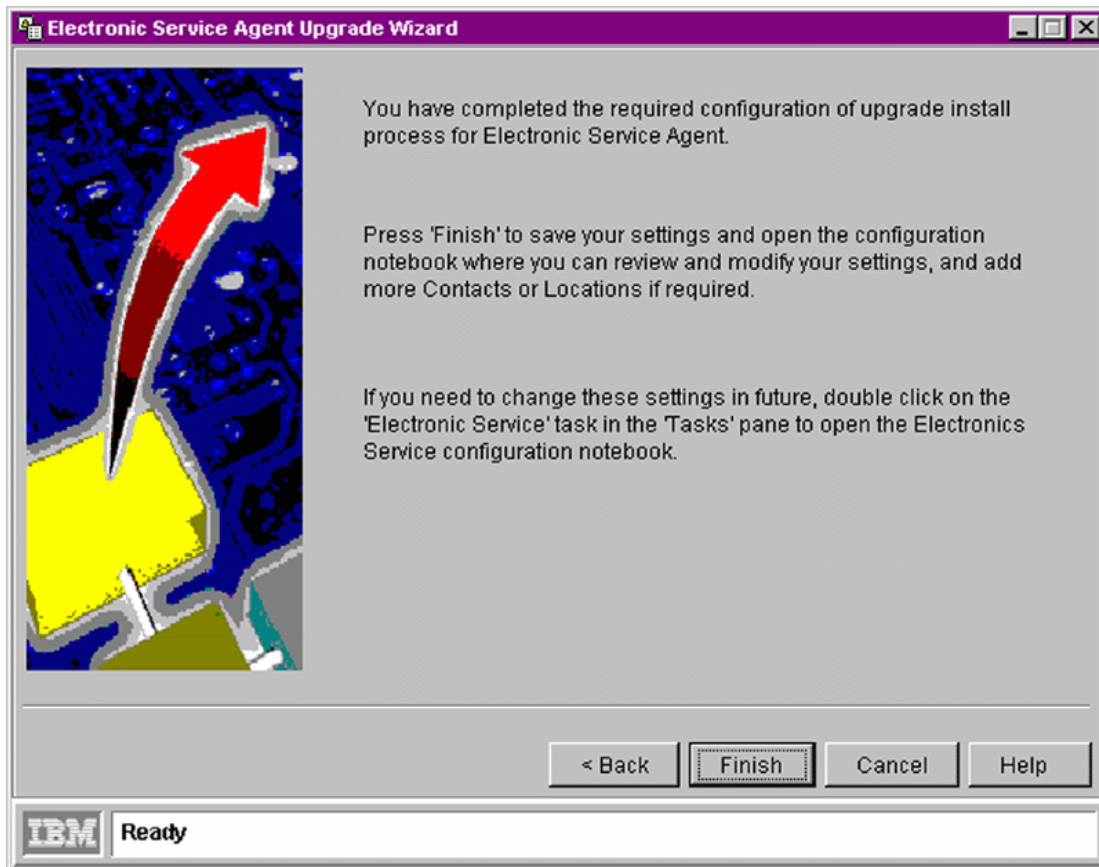 Electronic Service Agent Upgrade Wizard
You have completed the required configuration of upgrade install
process for Electronic Service Agent.
Press 'Finish' to save your settings and open the configuration
notebook where you can review and modify your settings, and add
more Contacts or Locations if required.
If you need to change these settings in future, double click on the
'Electronic Service' task in the 'Tasks' pane to open the Electronics
Service configuration notebook.
< Back
Finish
Cancel
Help
IBM
Ready